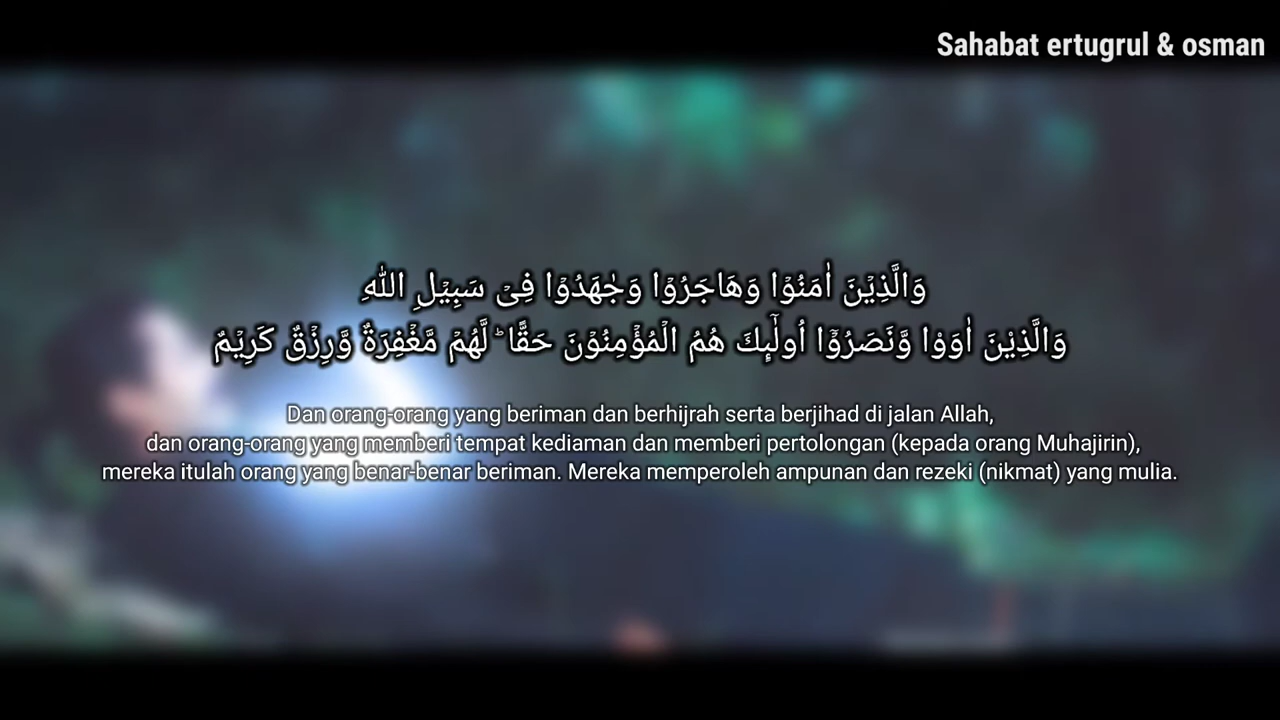 Sahabat ertugrul & osman
وَالَّذِيْنَ اٰمَنُوْا وَهَاجَرُوْا وَجٰهَدُوْا فِيْ سَبِيْلِ اللّٰهِ
وَالَّذِيْنَ اٰوَوْا وَّنَصَرُوْٓا اُولٰۤىِٕكَ هُمُ الْمُؤْمِنُوْنَ حَقًّاۗ لَهُمْ مَّغْفِرَةٌ وَّرِزْقٌ كَرِيْمٌ
Dan orang-orang yang beriman dan berhijrah serta berjihad di jalan Allah,
dan orang-orang yang memberi tempat kediaman dan memberi pertolongan (kepada orang Muhajirin),
mereka itulah orang yang benar-benar beriman. Mereka memperoleh ampunan dan rezeki (nikmat) yang mulia.